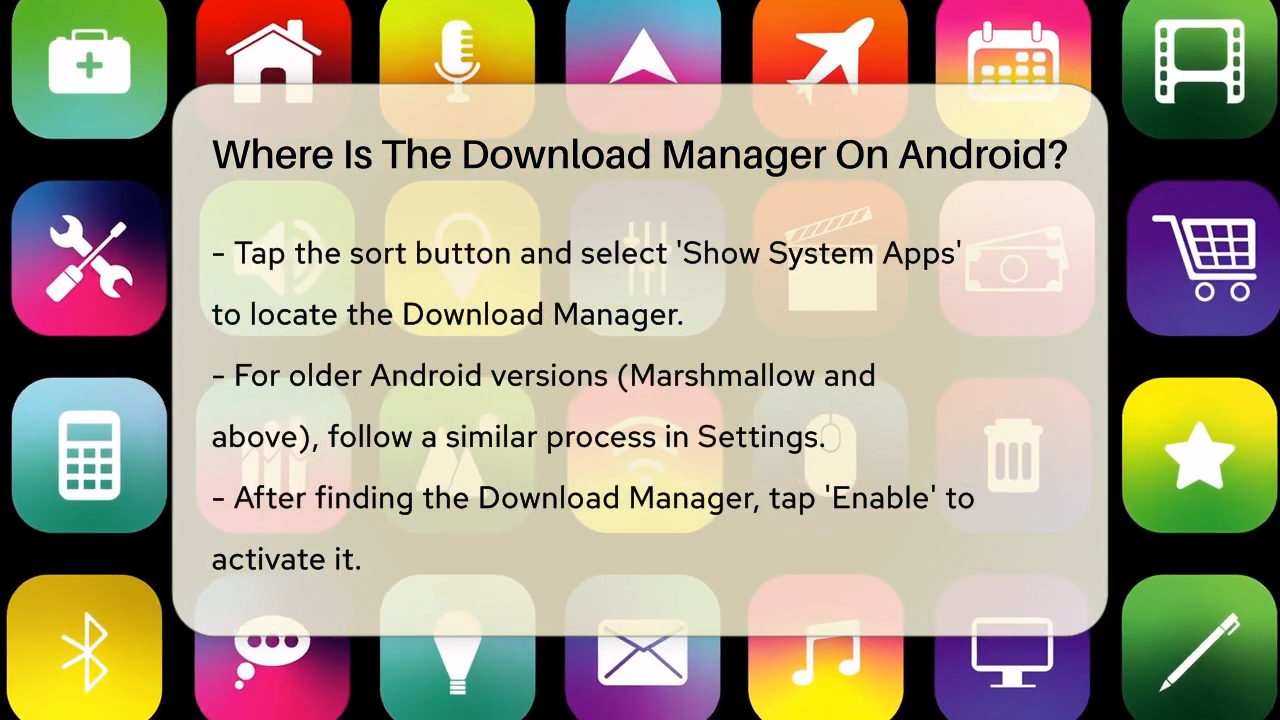 Where Is The Download Manager On Android?
- Tap the sort button and select 'Show System Apps'
to locate the Download Manager.
- For older Android versions (Marshmallow and
above), follow a similar process in Settings.
- After finding the Download Manager, tap 'Enable' to
activate it.